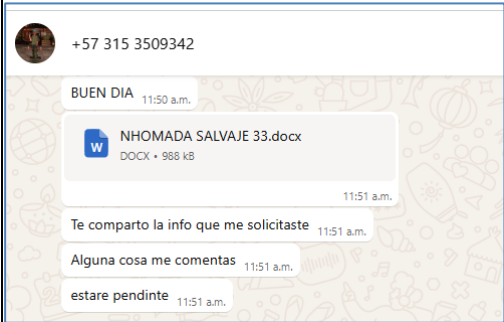 +57 315 3509342
BUEN DIA 11:50 a.m.
W NHOMADA SALVAJE 33.docx
DOCX • 988 kB
11:51 a.m.
Te comparto la info que me solicitaste 11:51 a.m.
Alguna cosa me comentas 11:51 a.m.
estare pendinte 11:51 a.m.